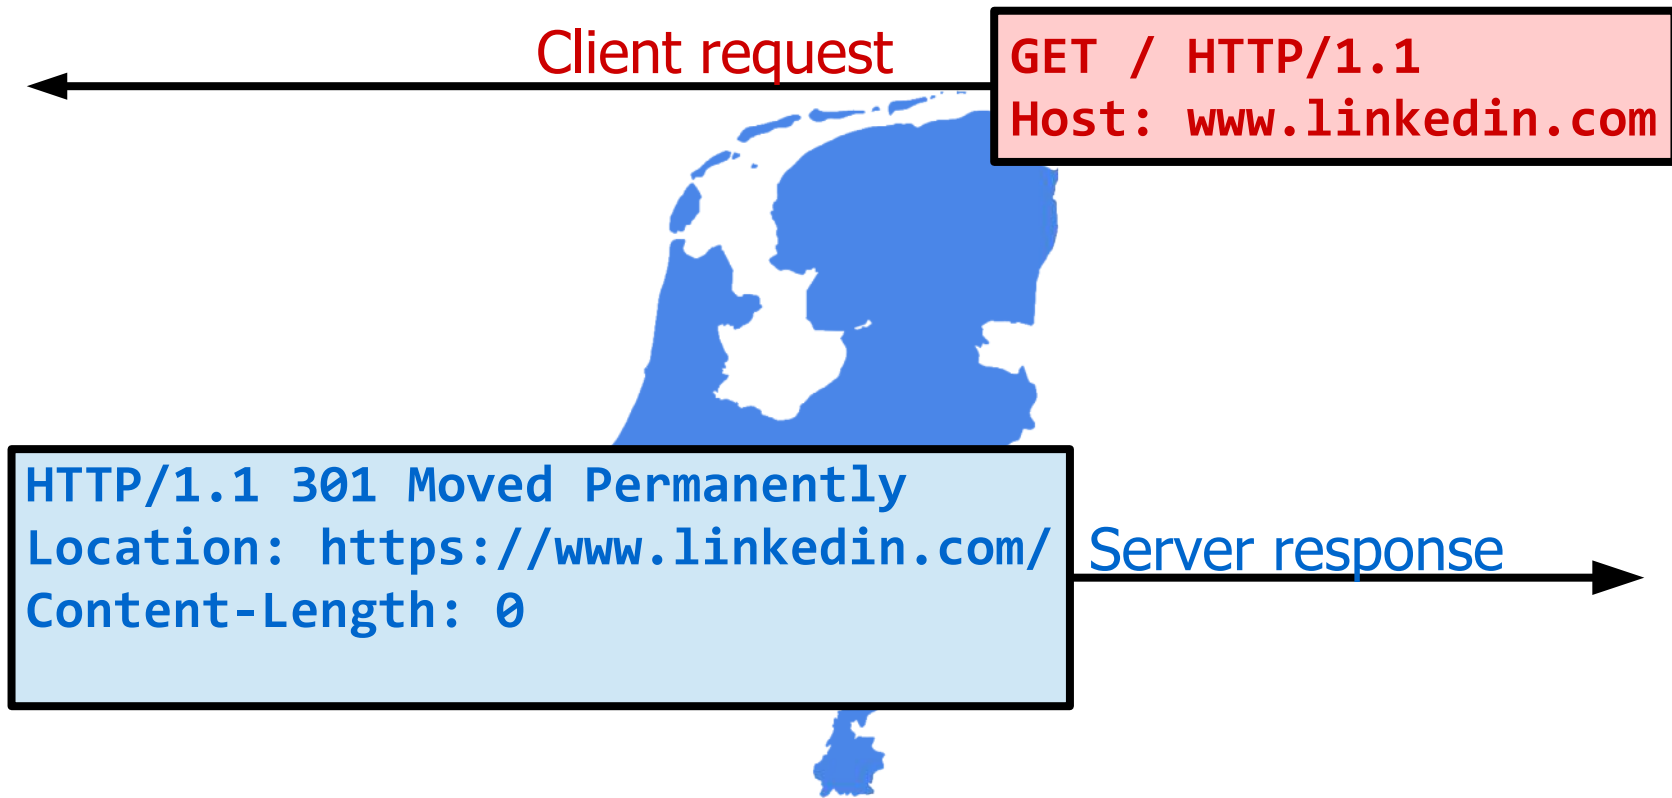 Client request
GET / HTTP/1.1
Host: www.linkedin.com
HTTP/1.1 301 Moved Permanently
Location: https://www.linkedin.com/
Content-Length: 0
Server response